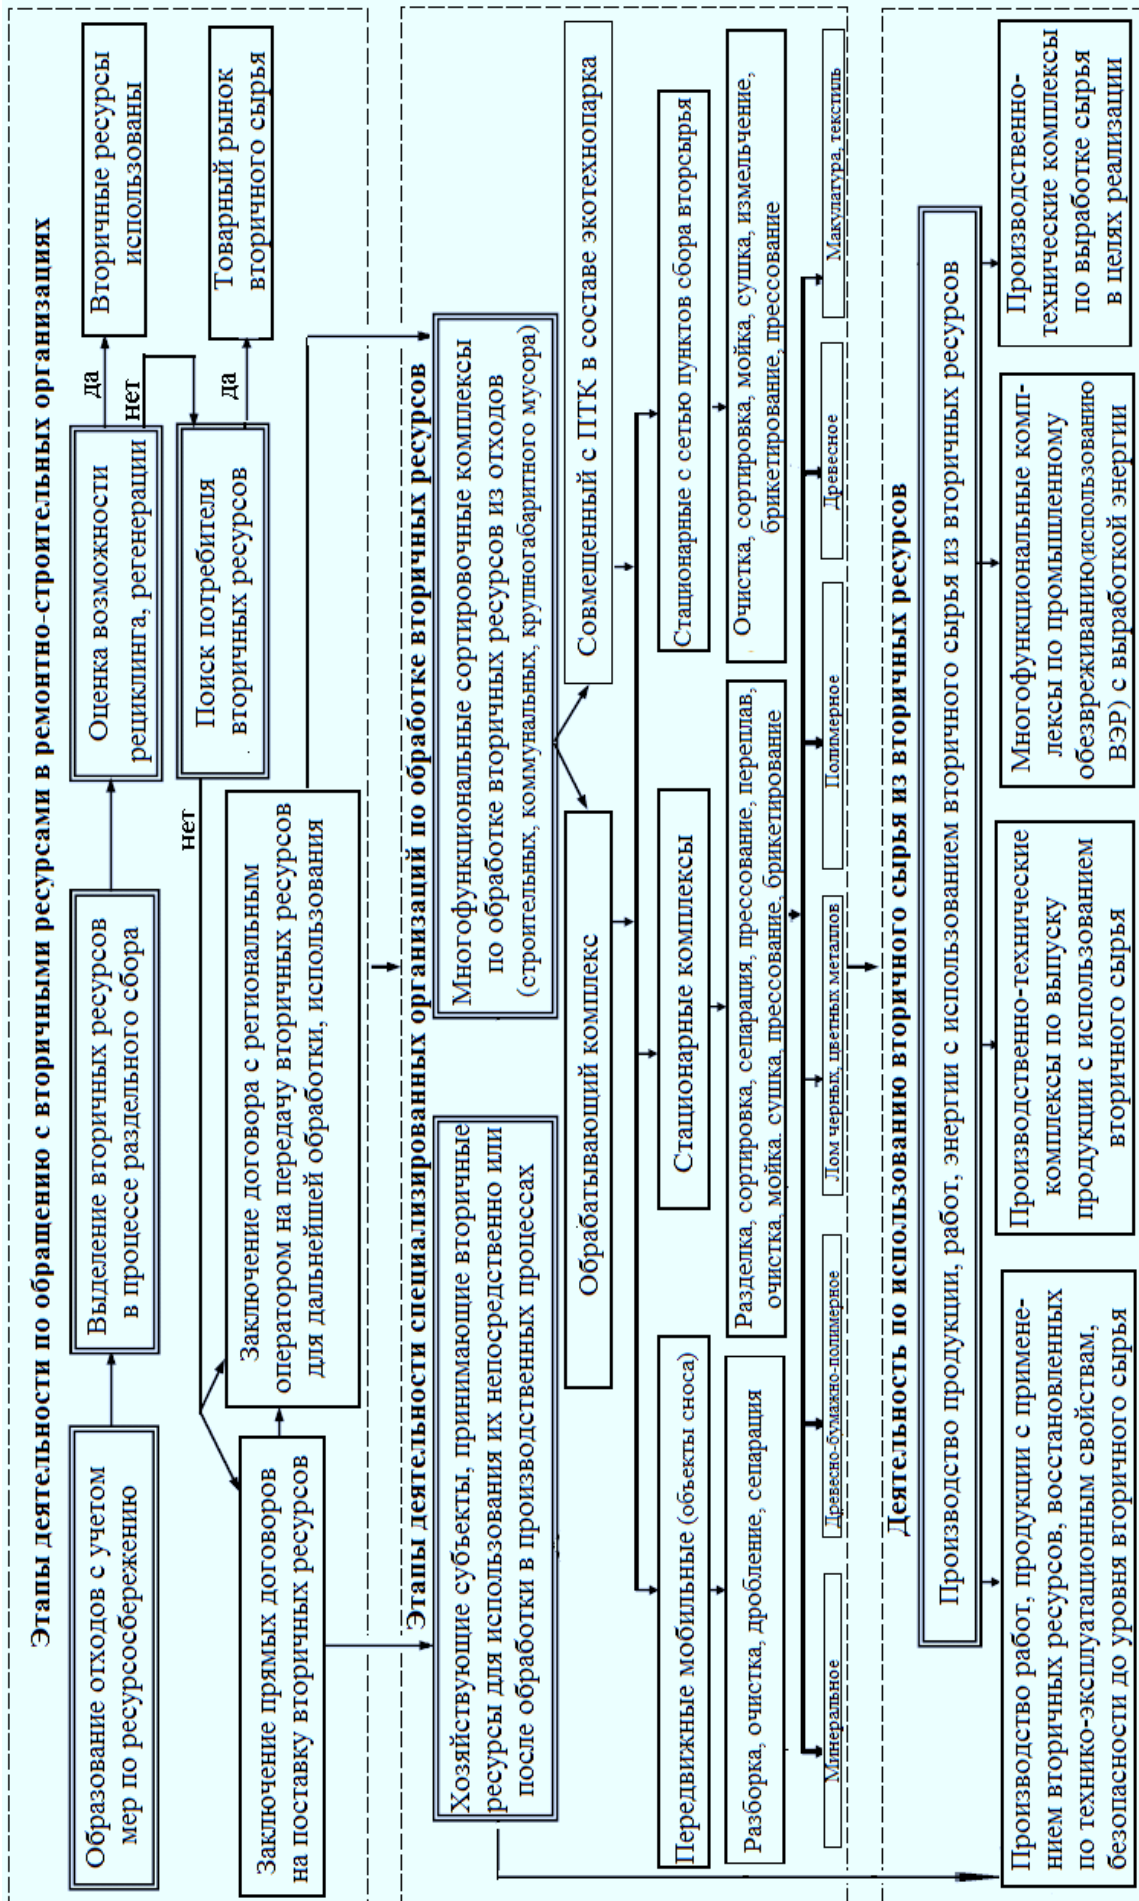 Этапы деятельности по обращению с вторичными ресурсами в ремонтно-строительных организациях
Образование отходов с учетом
мер по ресурсосбережению
Выделение вторичных ресурсов
в процессе раздельного сбора
Оценка возможности
рециклинга, регенерации
да
нет
Вторичные ресурсы
использованы
Поиск потребителя
вторичных ресурсов
да
нет
Товарный рынок
вторичного сырья
Заключение прямых договоров
на поставку вторичных ресурсов
Заключение договора с региональным
оператором на передачу вторичных ресурсов
для дальнейшей обработки, использования
Этапы деятельности специализированных организаций по обработке вторичных ресурсов
Хозяйствующие субъекты, принимающие вторичные
ресурсы для использования их непосредственно или
после обработки в производственных процессах
Многофункциональные сортировочные комплексы
по обработке вторичных ресурсов из отходов
(строительных, коммунальных, крупногабаритного мусора)
Обрабатывающий комплекс
Совмещенный с ПТК в составе экотехнопарка
Передвижные мобильные (объекты сноса)
Стационарные комплексы
Стационарные с сетью пунктов сбора вторсырья
Разборка, очистка, дробление, сепарация
Разделка, сортировка, сепарация, прессование, переплав,
очистка, мойка. сушка, прессование, брикетирование
Очистка, сортировка, мойка, сушка, измельчение,
брикетирование, прессование
Минеральное
Древесно-бумажно-полимерное
Лом черных, цветных металлов
Полимерное
Древесное
Макулатура, текстиль
Деятельность по использованию вторичного сырья из вторичных ресурсов
Производство продукции, работ, энергии с использованием вторичного сырья из вторичных ресурсов
Производство работ, продукции с примене-
нием вторичных ресурсов, восстановленных
по технико-эксплуатационным свойствам,
безопасности до уровня вторичного сырья
Производственно-технические
комплексы по выпуску
продукции с использованием
вторичного сырья
Многофункциональные комп-
лексы по промышленному
обезвреживанию(использованию
ВЭР) с выработкой энергии
Производственно-
технические комплексы
по выработке сырья
в целях реализации